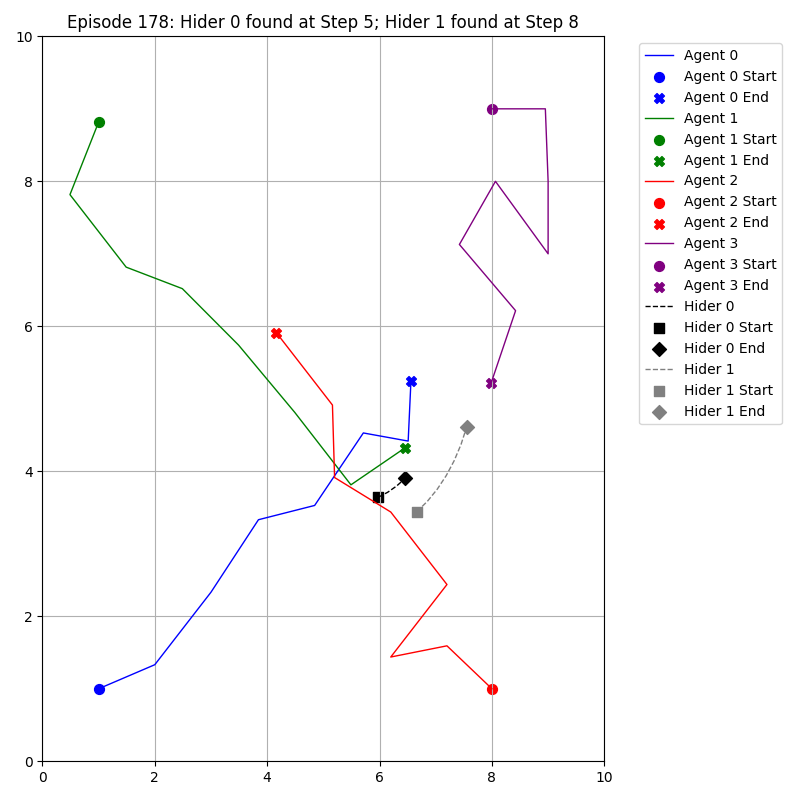 Episode 178: Hider 0 found at Step 5; Hider 1 found at Step 8
10
8
6
4
2
0
0 2 4 6 8 10
Agent 0
Agent 0 Start
Agent 0 End
Agent 1
Agent 1 Start
Agent 1 End
Agent 2
Agent 2 Start
Agent 2 End
Agent 3
Agent 3 Start
Agent 3 End
Hider 0
Hider 0 Start
Hider 0 End
Hider 1
Hider 1 Start
Hider 1 End